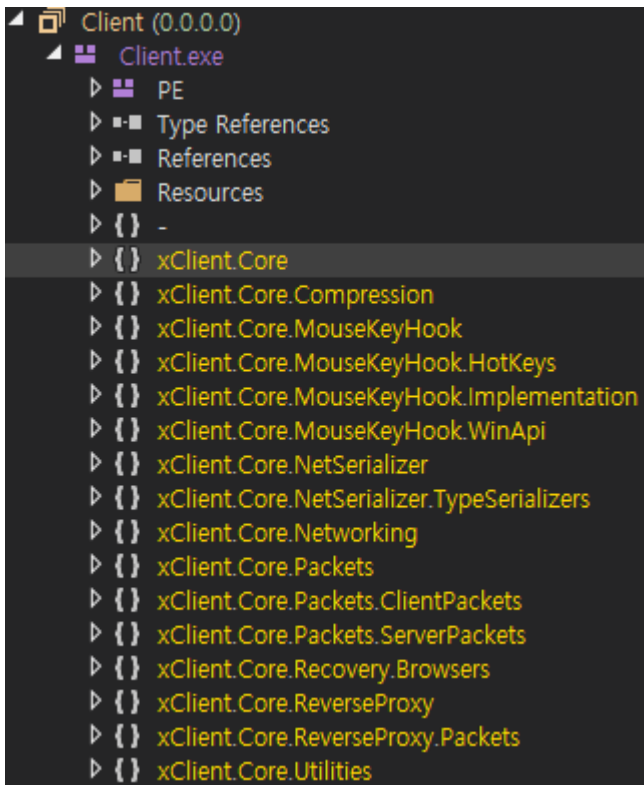 Client (0.0.0.0)
Client.exe
PE
Type References
References
Resources
{ } -
{ } xClient.Core
{ } xClient.Core.Compression
{ } xClient.Core.MouseKeyHook
{ } xClient.Core.MouseKeyHook.HotKeys
{ } xClient.Core.MouseKeyHook.Implementation
{ } xClient.Core.MouseKeyHook.WinApi
{ } xClient.Core.NetSerializer
{ } xClient.Core.NetSerializer.TypeSerializers
{ } xClient.Core.Networking
{ } xClient.Core.Packets
{ } xClient.Core.Packets.ClientPackets
{ } xClient.Core.Packets.ServerPackets
{ } xClient.Core.Recovery.Browsers
{ } xClient.Core.ReverseProxy
{ } xClient.Core.ReverseProxy.Packets
{ } xClient.Core.Utilities